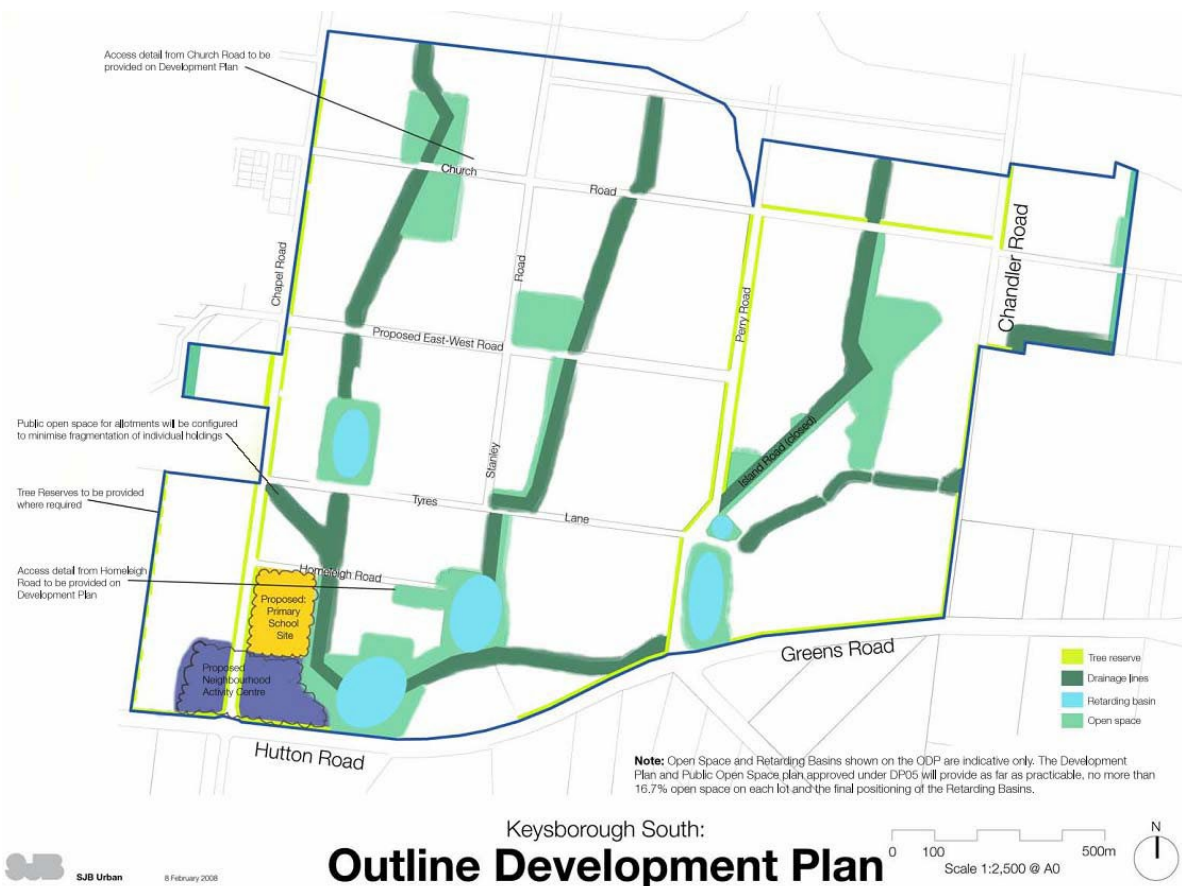 Access detail from Church Road to be
provided on Development Plan
Church
Road
Chapel Road
Road
Perry Road
Chandler Road
Proposed East-West Road
Public open space for allotments will be configured
to minimise fragmentation of individual holdings
Stanley
Island Road (closed)
Tree Reserves to be provided
where required
Tyres
Lane
Access detail from Homeleigh
Road to be provided on
Development Plan
Homeleigh Road
Proposed:
Primary
School
Site
Proposed
Neighbourhood
Activity Centre
Greens Road
Hutton Road
Tree reserve
Drainage lines
Retarding basin
Open space
Note: Open Space and Retarding Basins shown on the ODP are indicative only. The Development
Plan and Public Open Space plan approved under DP05 will provide as far as practicable, no more than
16.7% open space on each lot and the final positioning of the Retarding Basins.
Keysborough South:
Outline Development Plan
0 100 500m
Scale 1:2,500 @ A0
N
SJB
SJB Urban
8 February 2008